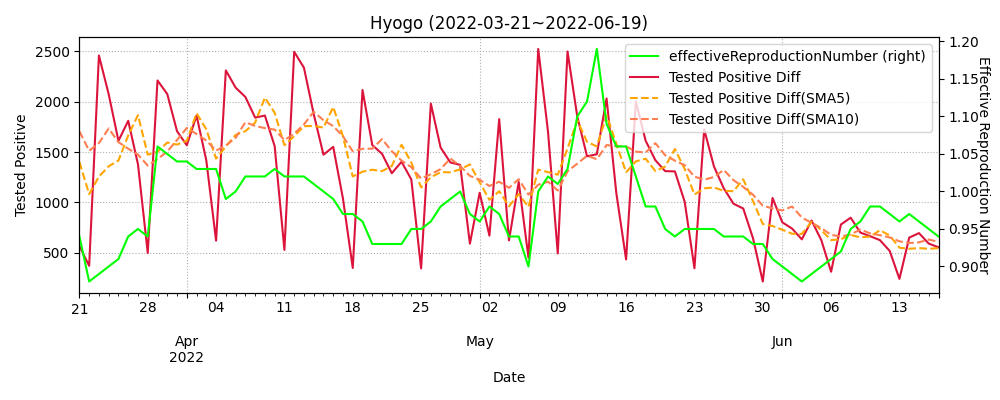 Hyogo (2022-03-21~2022-06-19)
effectiveReproductionNumber (right)
Tested Positive Diff
Tested Positive Diff(SMA5)
Tested Positive Diff(SMA10)
Tested Positive
2500
2000
1500
1000
500
1.20
1.15
1.10
1.05
1.00
0.95
0.90
Effective Reproduction Number
21 28 04 11 18 25 02 09 16 23 30 06 13
Apr May Jun
2022
Date